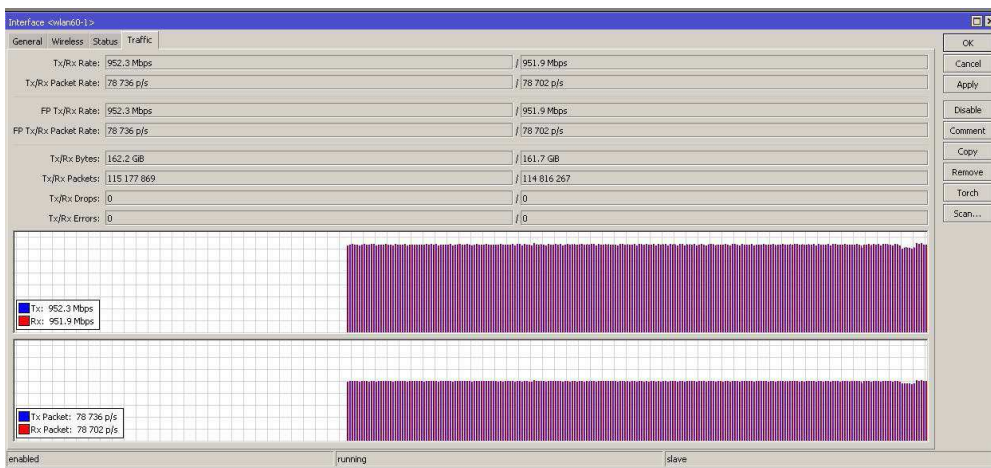 Interface <wlan60-1>
General Wireless Status Traffic
OK
Tx/Rx Rate: 952.3 Mbps / 951.9 Mbps
Cancel
Tx/Rx Packet Rate: 78 736 p/s / 78 702 p/s
Apply
FP Tx/Rx Rate: 952.3 Mbps / 951.9 Mbps
Disable
FP Tx/Rx Packet Rate: 78 736 p/s / 78 702 p/s
Comment
Tx/Rx Bytes: 162.2 GiB / 161.7 GiB
Copy
Tx/Rx Packets: 115 177 869 / 114 816 267
Remove
Tx/Rx Drops: 0 / 0
Torch
Tx/Rx Errors: 0 / 0
Scan...
Tx: 952.3 Mbps
Rx: 951.9 Mbps
Tx Packet: 78 736 p/s
Rx Packet: 78 702 p/s
enabled running slave